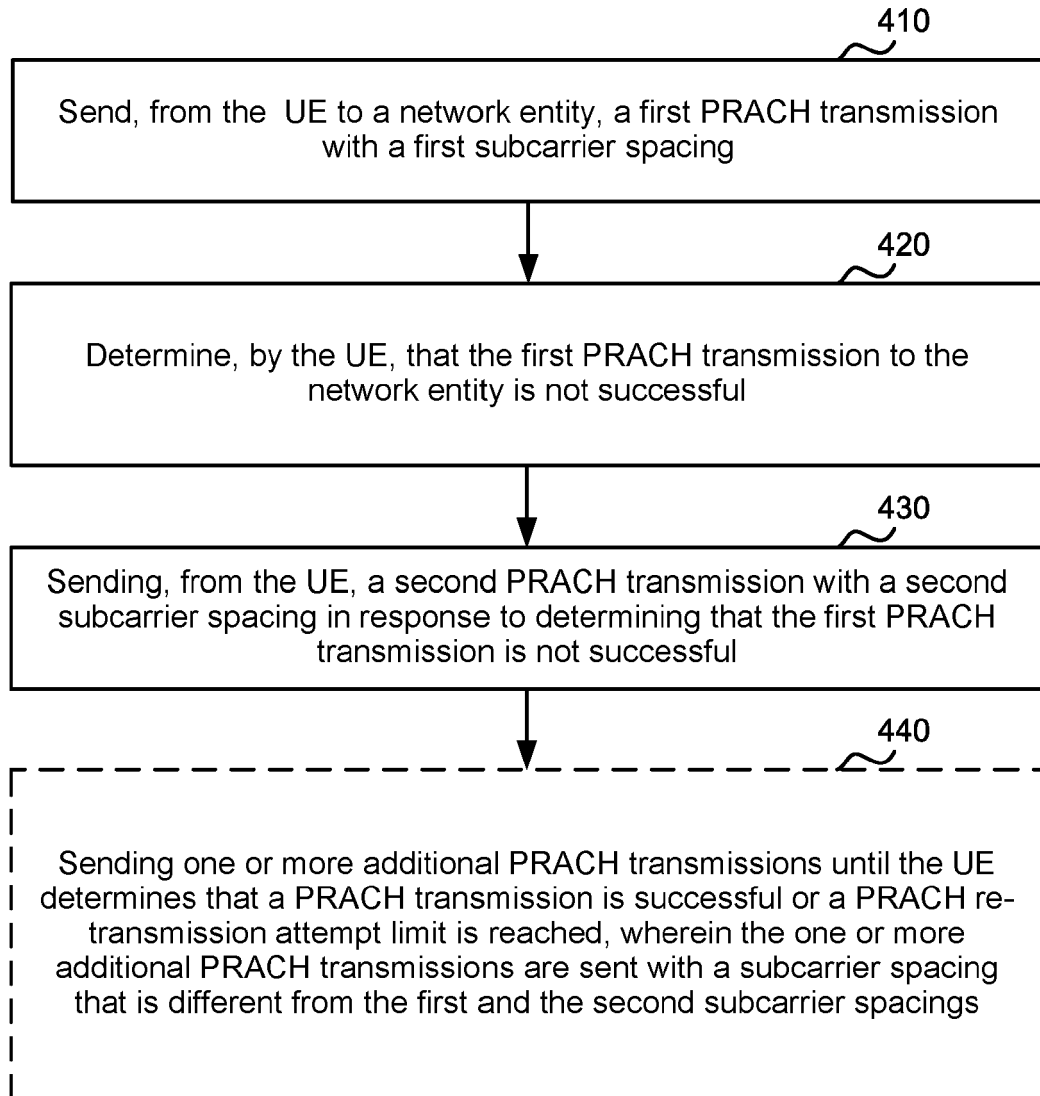 410
Send, from the UE to a network entity, a first PRACH transmission
with a first subcarrier spacing
420
Determine, by the UE, that the first PRACH transmission to the
network entity is not successful
430
Sending, from the UE, a second PRACH transmission with a second
subcarrier spacing in response to determining that the first PRACH
transmission is not successful
440
Sending one or more additional PRACH transmissions until the UE
determines that a PRACH transmission is successful or a PRACH re-
transmission attempt limit is reached, wherein the one or more
additional PRACH transmissions are sent with a subcarrier spacing
that is different from the first and the second subcarrier spacings